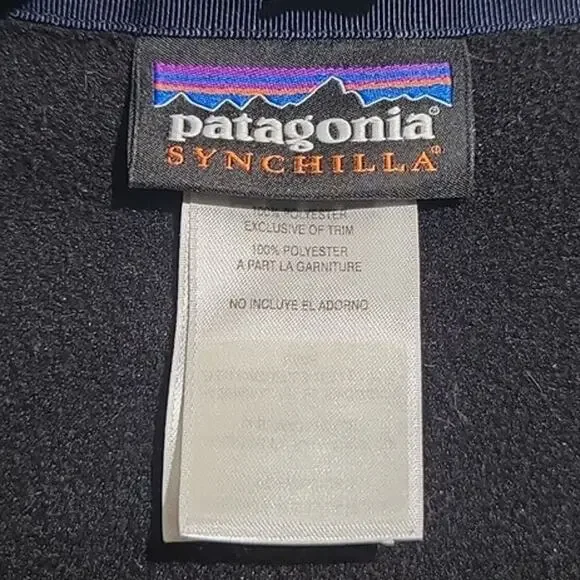 patagonia®
SYNCHILLA®
100% POLYESTER
EXCLUSIVE OF TRIM
100% POLYESTER
A PART LA GARNITURE
NO INCLUYE EL ADORNO